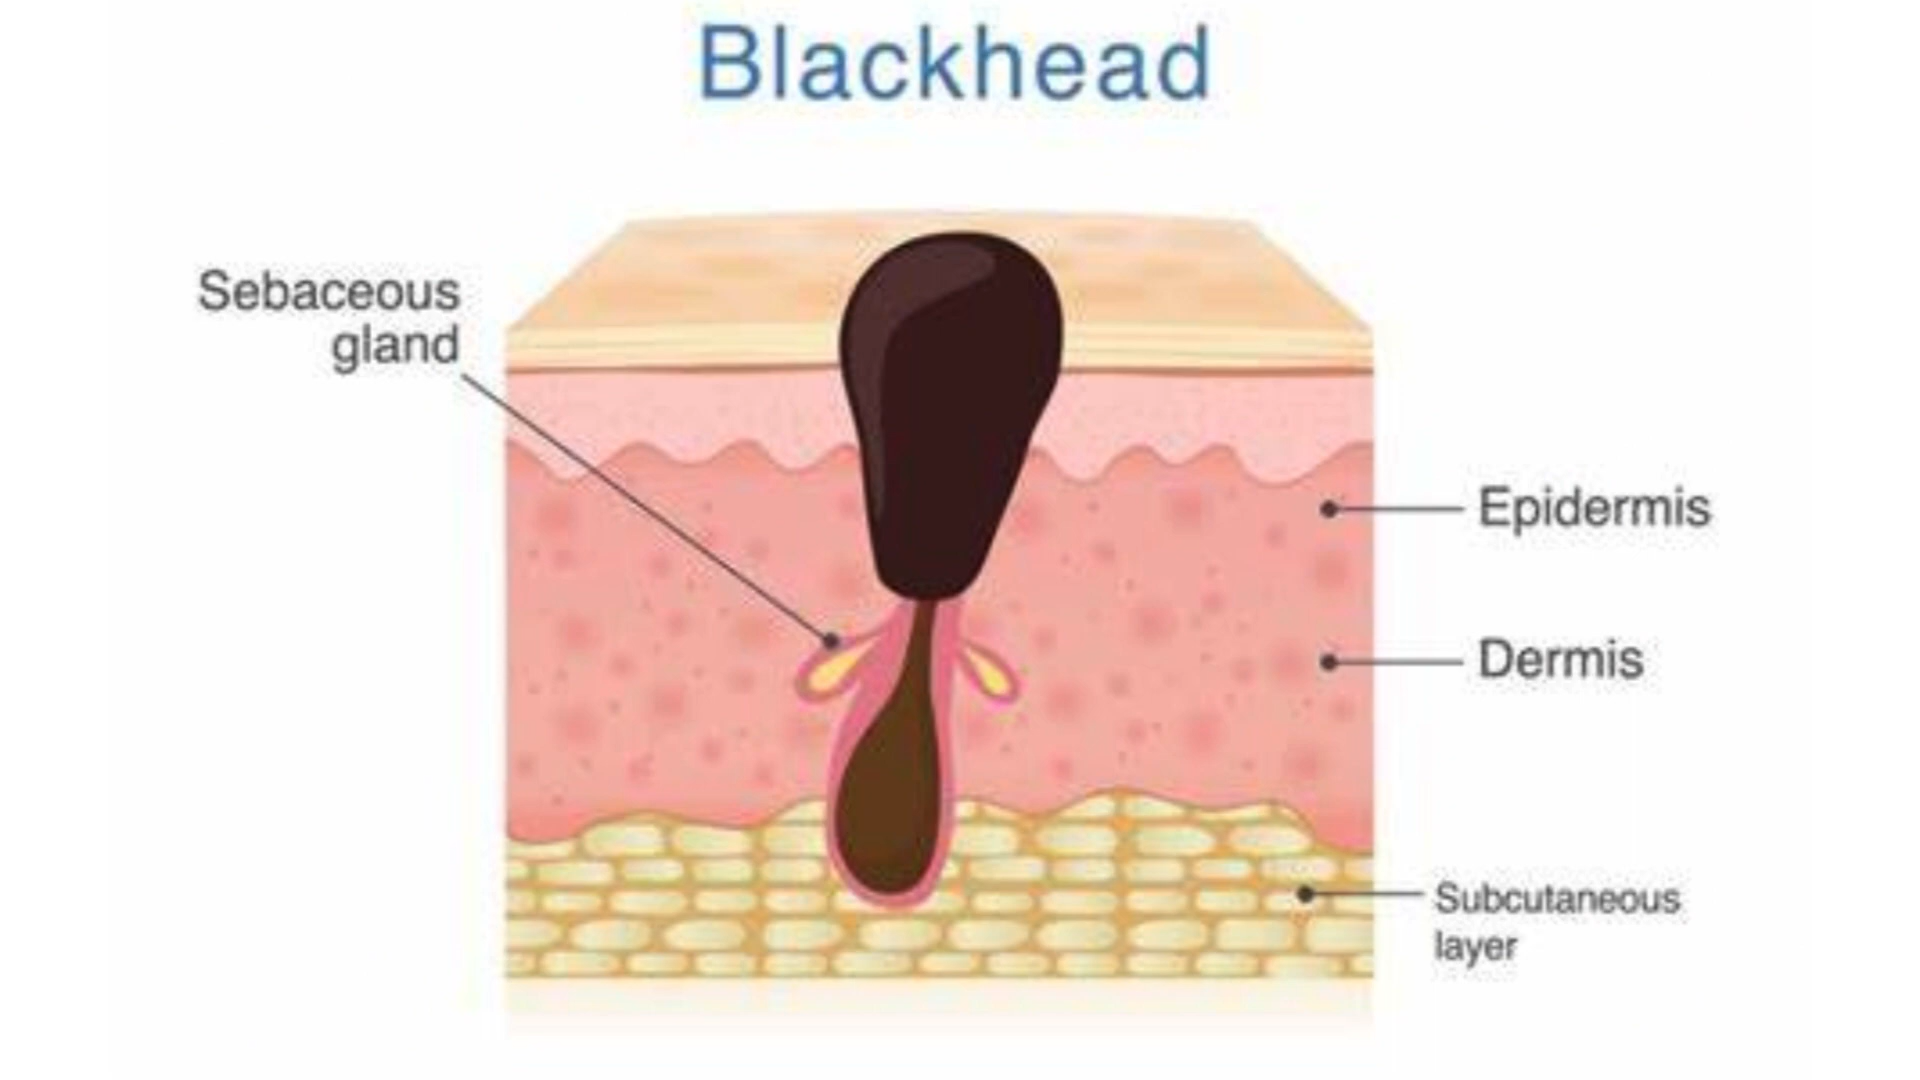 Blackhead
Sebaceous
gland
Epidermis
Dermis
Subcutaneous
layer